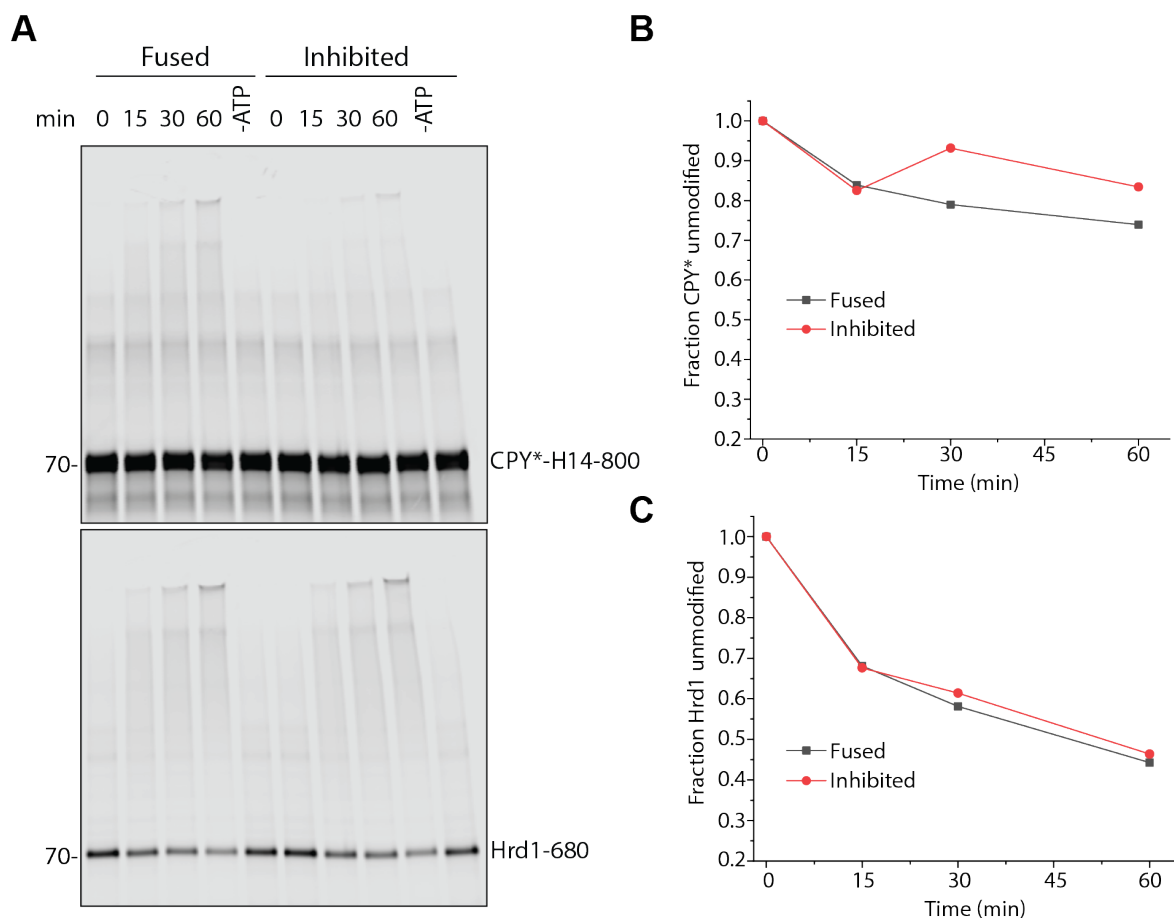 A
Fused Inhibited
min 0 15 30 60 -ATP 0 15 30 60 -ATP
70- CPY*-H14-800
70- Hrd1-680
B
Fraction CPY* unmodified
1.0
0.9
0.8
0.7
0.6
0.5
0.4
0.3
0.2
Fused
Inhibited
0 15 30 45 60
Time (min)
C
Fraction Hrd1 unmodified
1.0
0.9
0.8
0.7
0.6
0.5
0.4
0.3
0.2
Fused
Inhibited
0 15 30 45 60
Time (min)